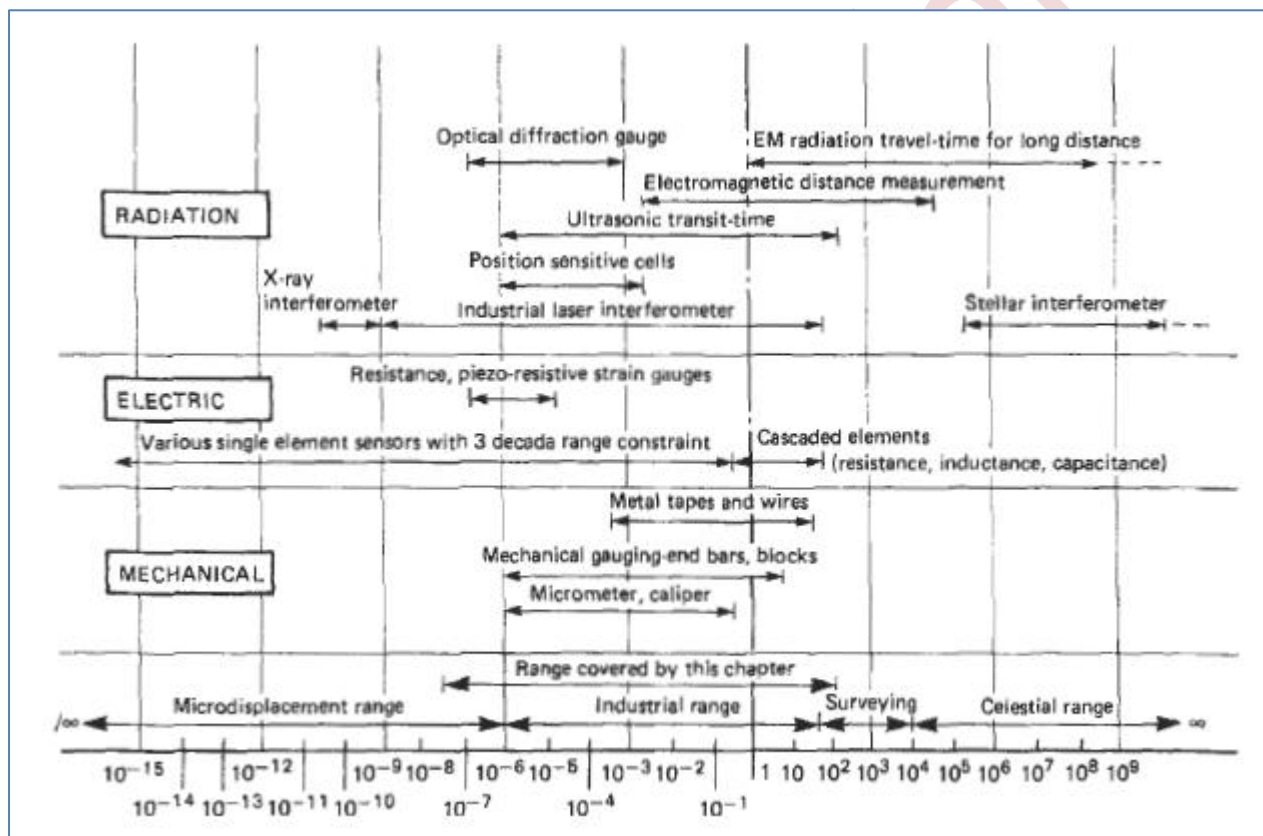 Optical diffraction gauge
EM radiation travel-time for long distance
Electromagnetic distance measurement
RADIATION
Ultrasonic transit-time
Position sensitive cells
X-ray
interferometer
Industrial laser interferometer
Stellar interferometer
Resistance, piezo-resistive strain gauges
ELECTRIC
Various single element sensors with 3 decada range constraint
Cascaded elements
(resistance, inductance, capacitance)
Metal tapes and wires
Mechanical gauging-end bars, blocks
MECHANICAL
Micrometer, caliper
Range covered by this chapter
/∞ Microdisplacement range Industrial range Surveying Celestial range ∞
10⁻¹⁵ 10⁻¹² 10⁻⁹ 10⁻⁸ 10⁻⁶ 10⁻⁵ 10⁻³ 10⁻² 1 10 10² 10³ 10⁴ 10⁵ 10⁶ 10⁷ 10⁸ 10⁹
10⁻¹⁴ 10⁻¹³ 10⁻¹¹ 10⁻¹⁰ 10⁻⁷ 10⁻⁴ 10⁻¹